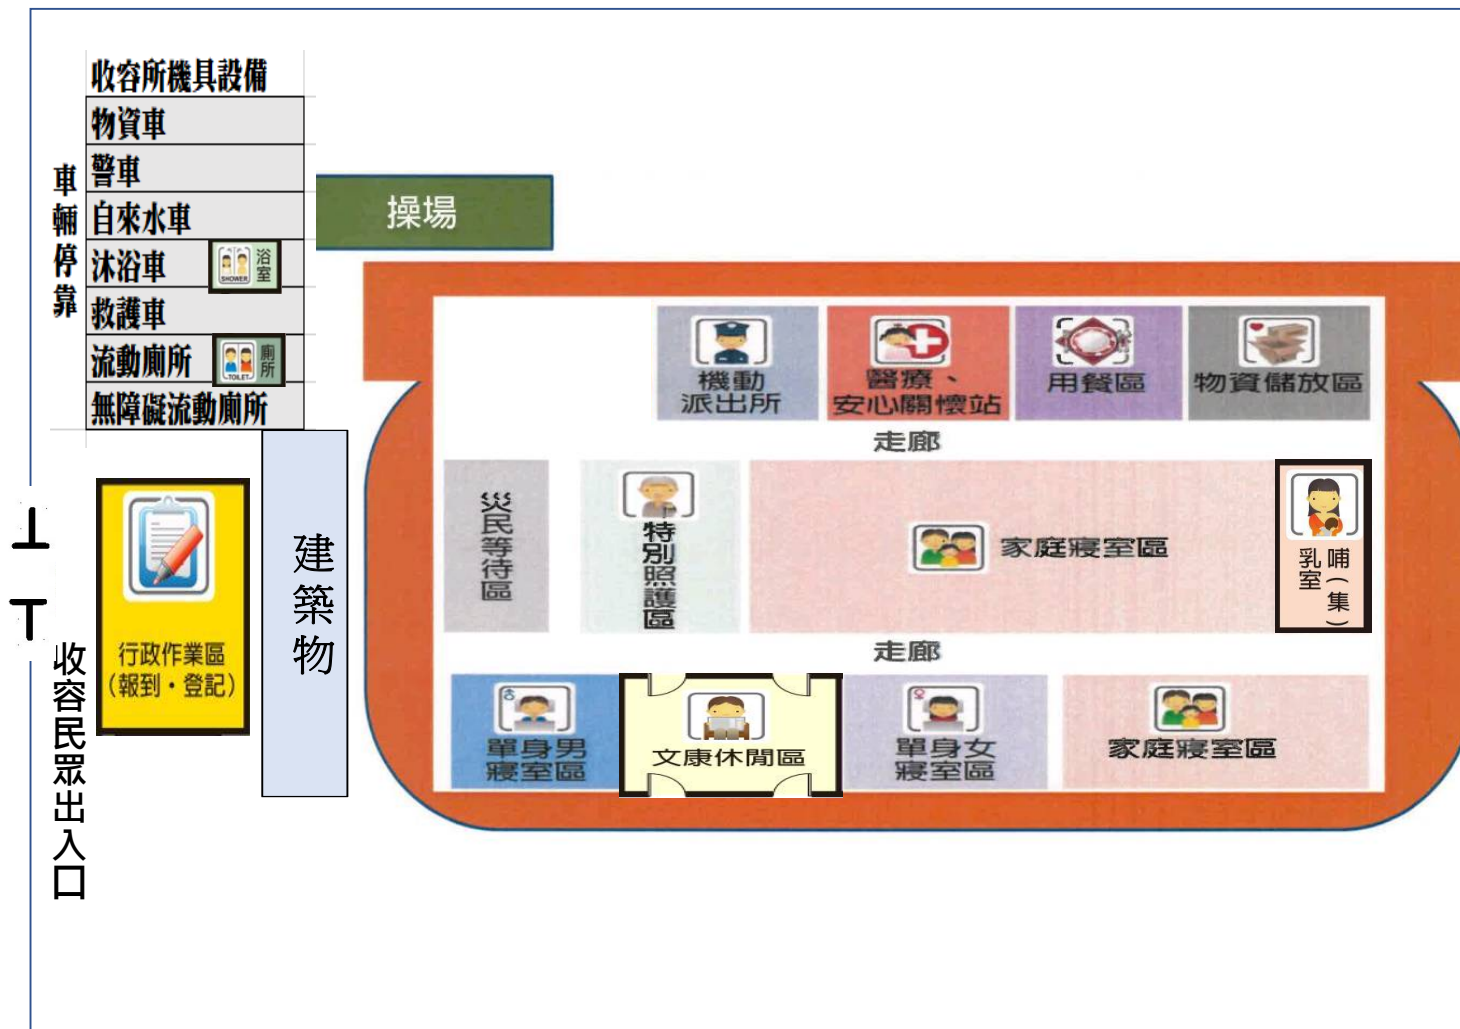 收容所機具設備
物資車
警車
自來水車
沐浴車
SHOWER
浴室
救護車
流動廁所
TOILET
廁所
無障礙流動廁所
車輛停靠
操場
機動
派出所
醫療、
安心關懷站
用餐區
物資儲放區
走廊
災民等待區
特別照護區
家庭寢室區
哺(集)
乳室
走廊
單身男
寢室區
文康休閒區
單身女
寢室區
家庭寢室區
建築物
行政作業區
(報到・登記)
收容民眾出入口